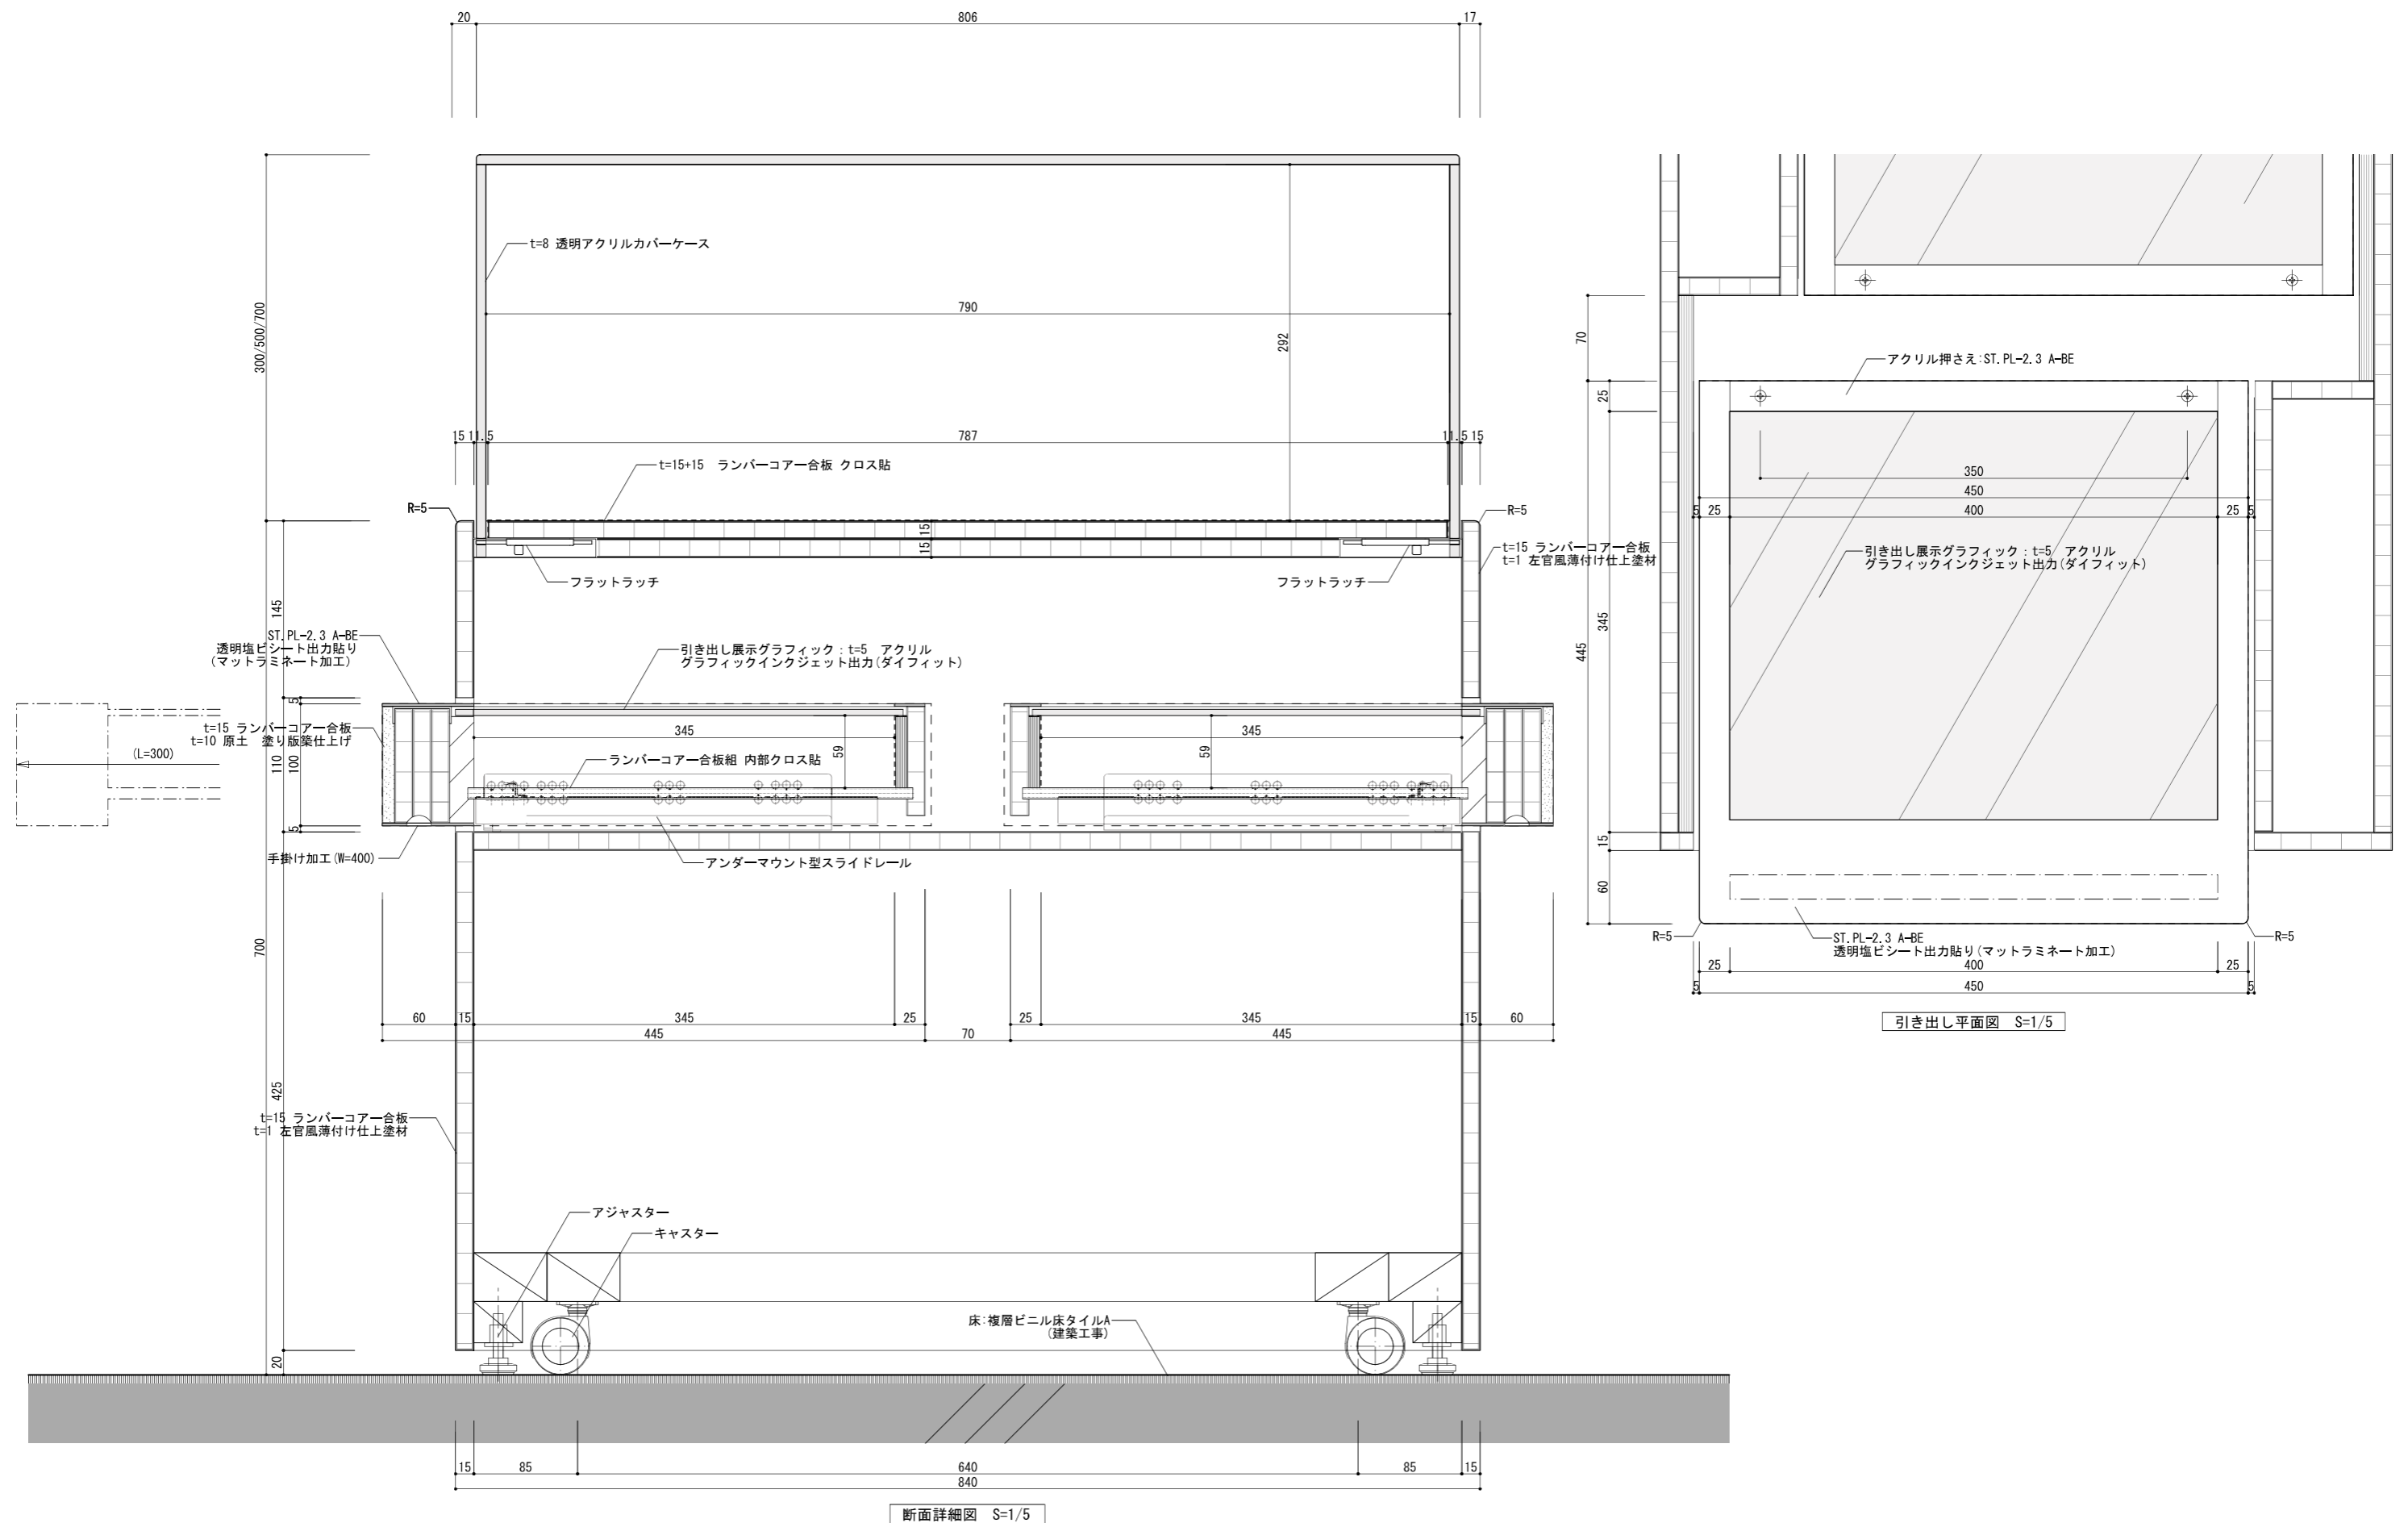 20 806 17
t=8 透明アクリルカバーケース
790
292
300/500/700
15 11.5 787 11.5 15
t=15+15 ランバーコアー合板 クロス貼
R=5
R=5
15 15
t=15 ランバーコアー合板
t=1 左官風薄付け仕上塗材
フラットラッチ
フラットラッチ
145
ST.PL-2.3 A-BE
透明塩ビシート出力貼り
(マットラミネート加工)
引き出し展示グラフィック：t=5 アクリル
グラフィックインクジェット出力(ダイフィット)
5
t=15 ランバーコアー合板
t=10 原土 塗り版築仕上げ
(L=300)
110
100
345
59
345
59
ランバーコアー合板組 内部クロス貼
5
手掛け加工(W=400)
アンダーマウント型スライドレール
700
60 15 345 25
25 345 15 60
445 70 445
425
t=15 ランバーコアー合板
t=1 左官風薄付け仕上塗材
アジャスター
キャスター
床:複層ビニル床タイルA
(建築工事)
20
15 85 640 85 15
840
断面詳細図 S=1/5
70
アクリル押さえ:ST.PL-2.3 A-BE
25
350
450
5 25 400 25 5
引き出し展示グラフィック：t=5 アクリル
グラフィックインクジェット出力(ダイフィット)
345
445
15
60
R=5
R=5
ST.PL-2.3 A-BE
透明塩ビシート出力貼り(マットラミネート加工)
25 400 25
5 450 5
引き出し平面図 S=1/5